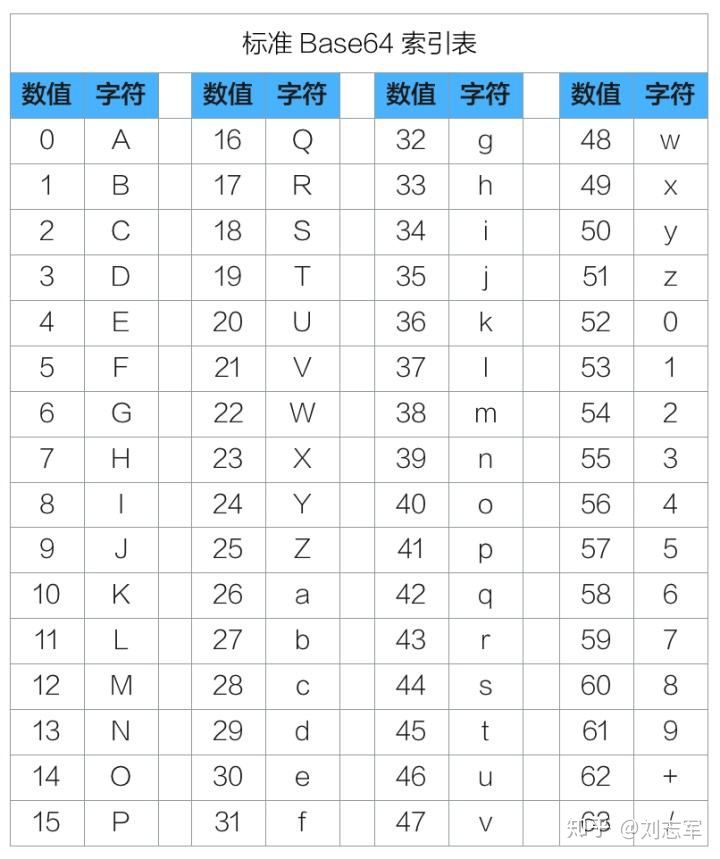 标准 Base64 索引表
数值 字符 数值 字符 数值 字符 数值 字符
0 A 16 Q 32 g 48 w
1 B 17 R 33 h 49 x
2 C 18 S 34 i 50 y
3 D 19 T 35 j 51 z
4 E 20 U 36 k 52 0
5 F 21 V 37 l 53 1
6 G 22 W 38 m 54 2
7 H 23 X 39 n 55 3
8 I 24 Y 40 o 56 4
9 J 25 Z 41 p 57 5
10 K 26 a 42 q 58 6
11 L 27 b 43 r 59 7
12 M 28 c 44 s 60 8
13 N 29 d 45 t 61 9
14 O 30 e 46 u 62 +
15 P 31 f 47 v 63 /
知乎 @刘志军